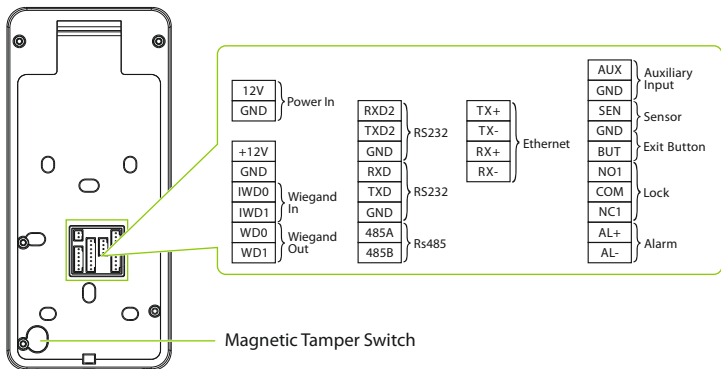 12V
GND
Power In
+12V
GND
IWD0
IWD1
Wiegand
In
WD0
WD1
Wiegand
Out
RXD2
TXD2
GND
RS232
RXD
TXD
GND
RS232
485A
485B
Rs485
TX+
TX-
RX+
RX-
Ethernet
AUX
GND
Auxiliary
Input
SEN
GND
Sensor
BUT
Exit Button
NO1
COM
NC1
Lock
AL+
AL-
Alarm
Magnetic Tamper Switch